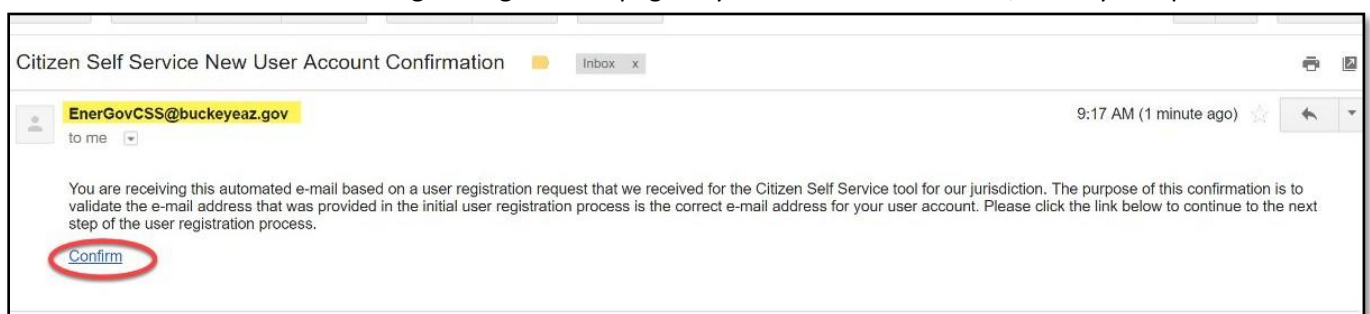 Citizen Self Service New User Account Confirmation Inbox x
EnerGovCSS@buckeyeaz.gov 9:17 AM (1 minute ago)
to me
You are receiving this automated e-mail based on a user registration request that we received for the Citizen Self Service tool for our jurisdiction. The purpose of this confirmation is to
validate the e-mail address that was provided in the initial user registration process is the correct e-mail address for your user account. Please click the link below to continue to the next
step of the user registration process.
Confirm